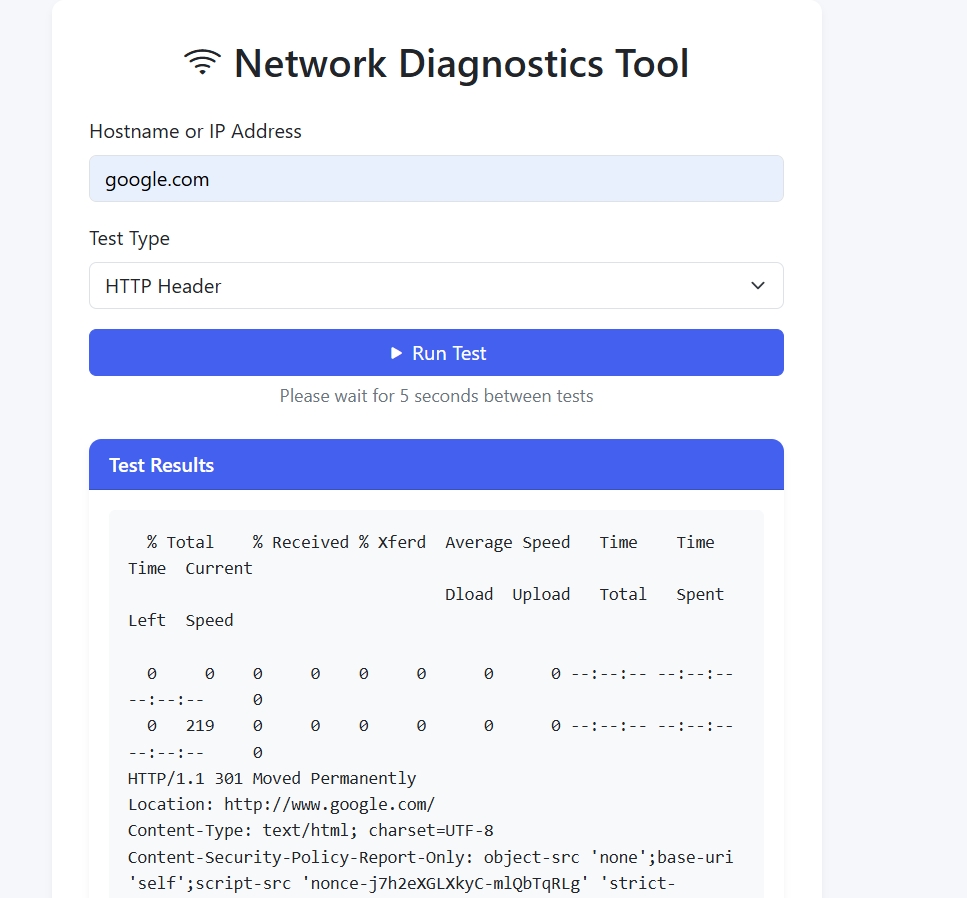 Network Diagnostics Tool
Hostname or IP Address
google.com
Test Type
HTTP Header
Run Test
Please wait for 5 seconds between tests
Test Results
  % Total    % Received % Xferd  Average Speed   Time    Time
Time  Current
                                 Dload  Upload   Total   Spent
Left  Speed
  0     0    0     0    0     0      0      0 --:--:-- --:--:--
--:--:--     0
  0   219    0     0    0     0      0      0 --:--:-- --:--:--
--:--:--     0
HTTP/1.1 301 Moved Permanently
Location: http://www.google.com/
Content-Type: text/html; charset=UTF-8
Content-Security-Policy-Report-Only: object-src 'none';base-uri
'self';script-src 'nonce-j7h2eXGLXkyC-mlQbTqRLg' 'strict-